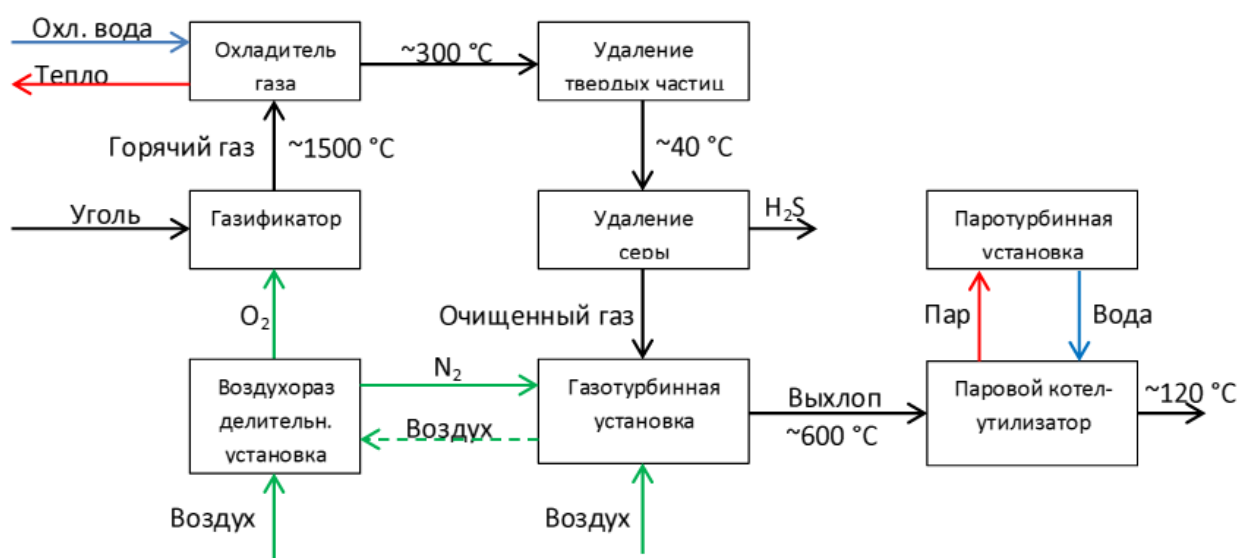 Охл. вода
Тепло
Охладитель
газа
~300 °C
Удаление
твердых частиц
Горячий газ
~1500 °C
~40 °C
Уголь
Газификатор
Удаление
серы
H₂S
Паротурбинная
установка
O₂
Очищенный газ
Пар
Вода
Воздухораз
делительн.
установка
N₂
Воздух
Газотурбинная
установка
Выхлоп
~600 °C
Паровой котел-
утилизатор
~120 °C
Воздух
Воздух